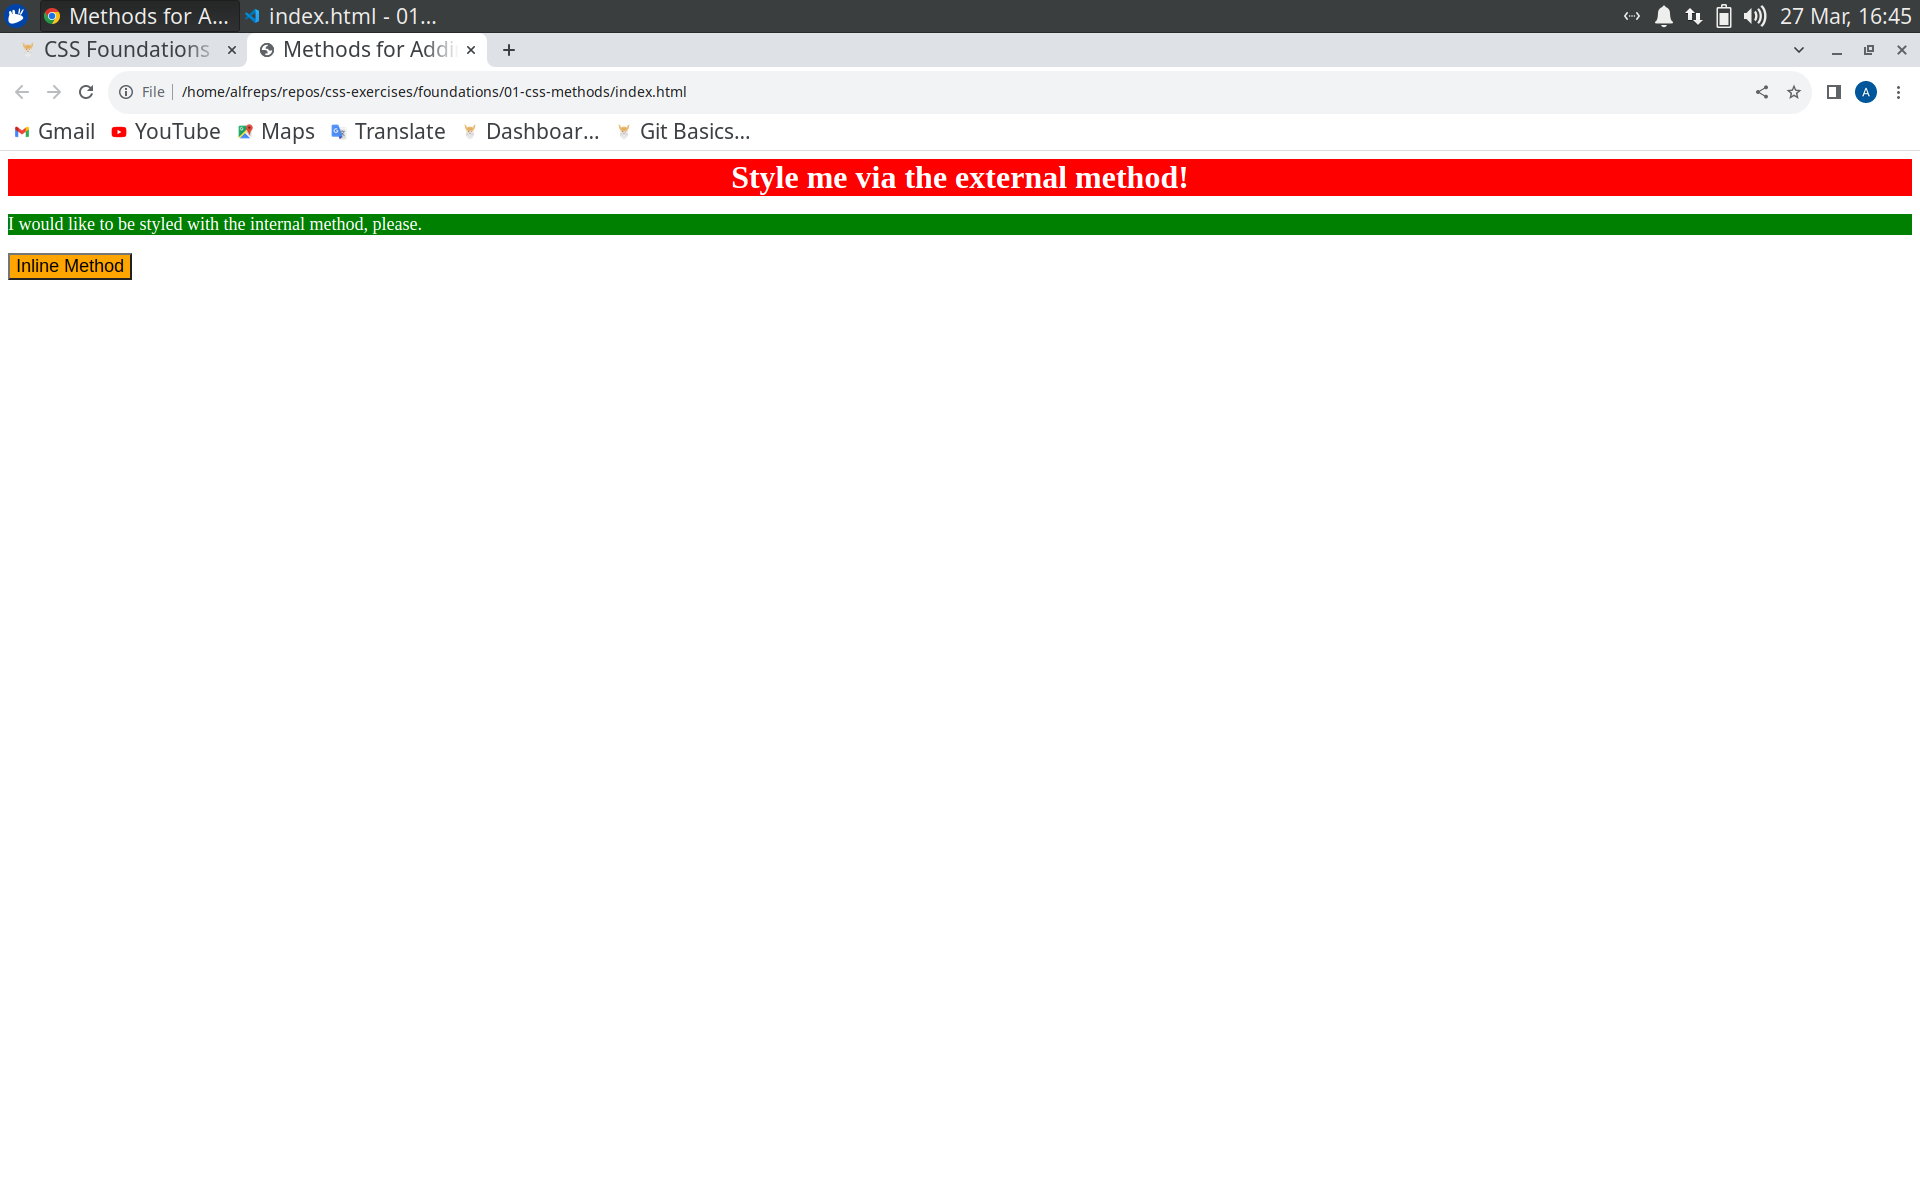 Methods for A... index.html - 01... 27 Mar, 16:45
CSS Foundations Methods for Addi
File /home/alfreps/repos/css-exercises/foundations/01-css-methods/index.html A
Gmail YouTube Maps Translate Dashboar... Git Basics...
Style me via the external method!
I would like to be styled with the internal method, please.
Inline Method